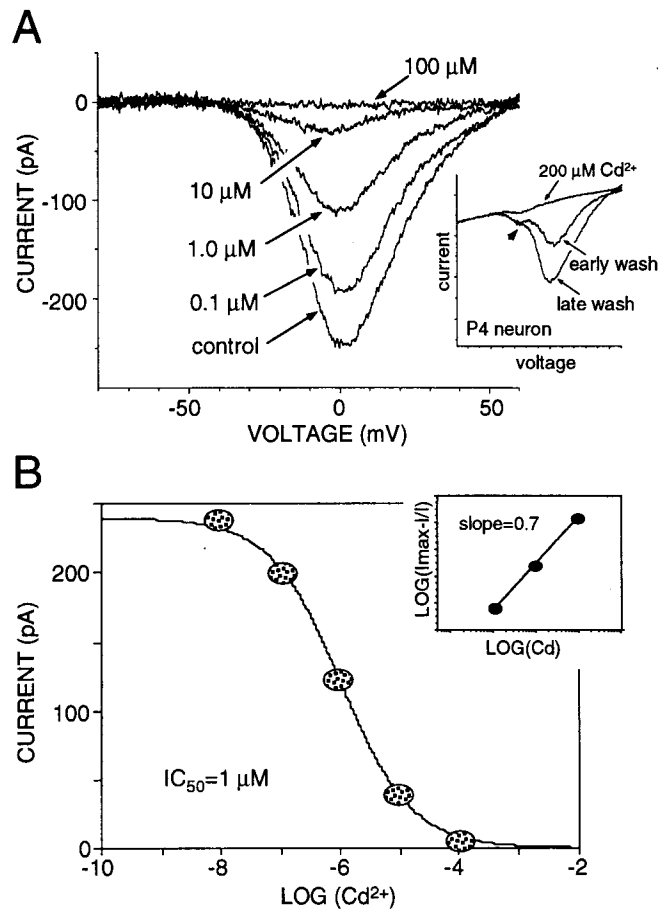 A
100 µM
0
-100
-200
CURRENT (pA)
10 µM
1.0 µM
0.1 µM
control
-50
0
50
VOLTAGE (mV)
200 µM Cd²⁺
current
early wash
late wash
P4 neuron
voltage
B
200
100
0
CURRENT (pA)
IC₅₀=1 µM
-10
-8
-6
-4
-2
LOG (Cd²⁺)
slope=0.7
LOG(Imax-I/I)
LOG(Cd)